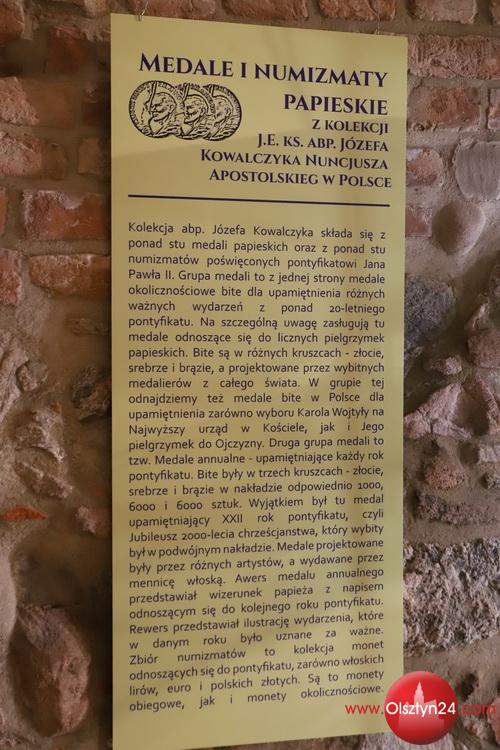 Medale i numizmaty
papieskie
z kolekcji
J.E. ks. abp. Józefa
Kowalczyka Nuncjusza
Apostolskieg w Polsce
Kolekcja abp. Józefa Kowalczyka składa się z
ponad stu medali papieskich oraz z ponad stu
numizmatów poświęconych pontyfikatowi Jana
Pawła II. Grupa medali to z jednej strony medale
okolicznościowe bite dla upamiętnienia różnych
ważnych wydarzeń z ponad 20-letniego
pontyfikatu. Na szczególną uwagę zasługują tu
medale odnoszące się do licznych pielgrzymek
papieskich. Bite są w różnych kruszcach - złocie,
srebrze i brązie, a projektowane przez wybitnych
medalierów z całego świata. W grupie tej
odnajdziemy też medale bite w Polsce dla
upamiętnienia zarówno wyboru Karola Wojtyły na
Najwyższy urząd w Kościele, jak i Jego
pielgrzymek do Ojczyzny. Druga grupa medali to
tzw. Medale annualne - upamiętniające każdy rok
pontyfikatu. Bite były w trzech kruszcach - złocie,
srebrze i brązie w nakładzie odpowiednio 1000,
6000 i 6000 sztuk. Wyjątkiem był tu medal
upamiętniający XXII rok pontyfikatu, czyli
Jubileusz 2000-lecia chrześcjaństwa, który wybity
był w podwójnym nakładzie. Medale projektowane
były przez różnych artystów, a wydawane przez
mennicę włoską. Awers medalu annualnego
przedstawiał wizerunek papieża z napisem
odnoszącym się do kolejnego roku pontyfikatu.
Rewers przedstawiał ilustrację wydarzenia, które
w danym roku było uznane za ważne.
Zbiór numizmatów to kolekcja monet
odnoszących się do pontyfikatu, zarówno włoskich
lirów, euro i polskich złotych. Są to monety
obiegowe, jak i monety okolicznościowe.
www.Olsztyn24.com